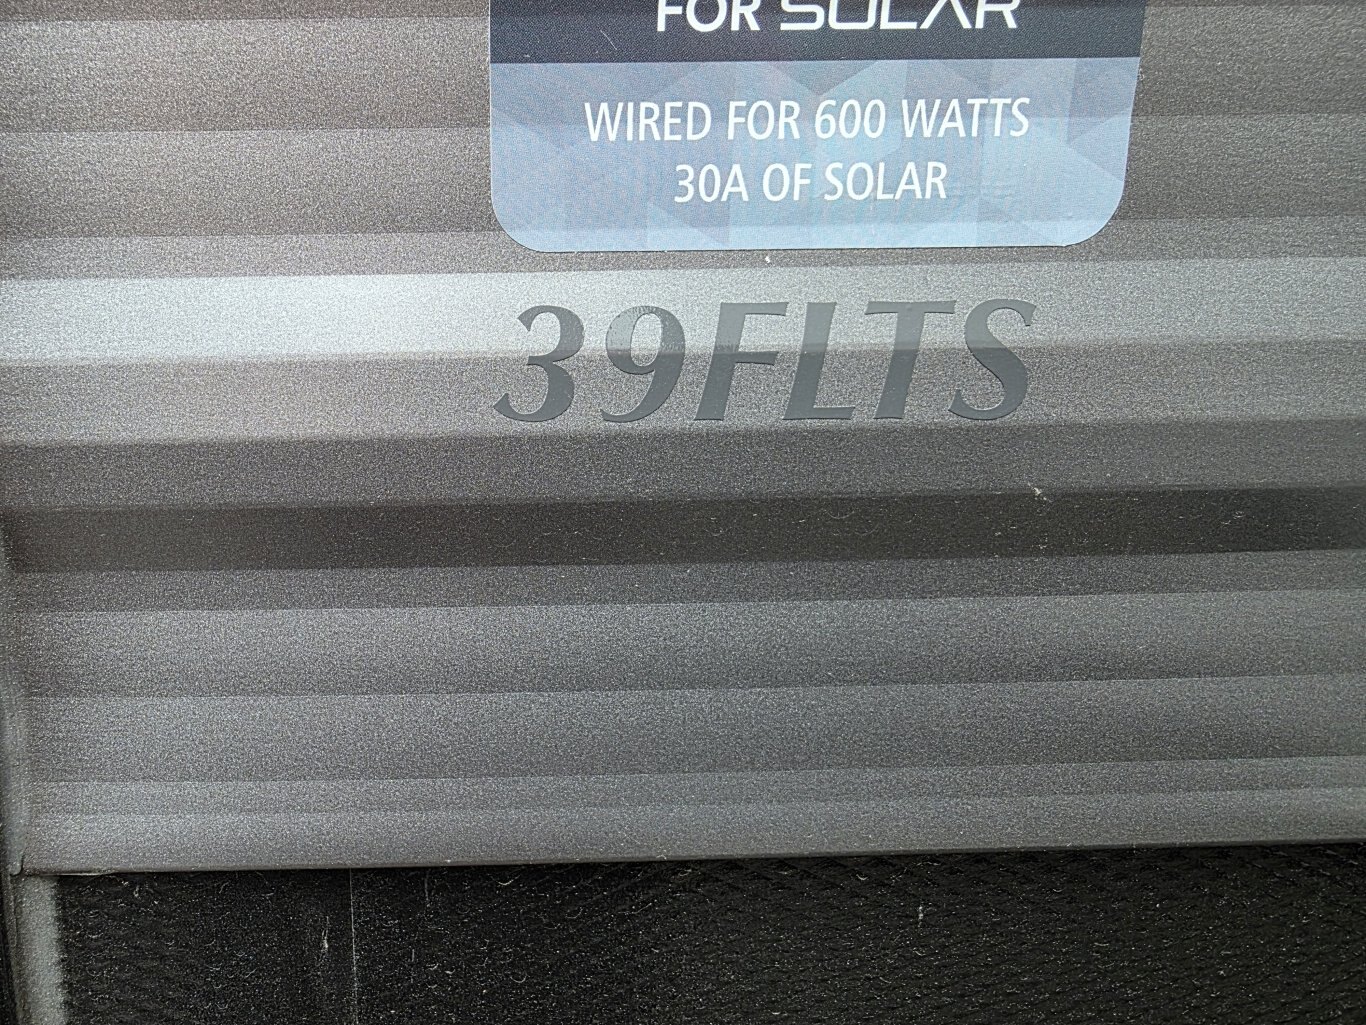 FOR SOLAR
WIRED FOR 600 WATTS
30A OF SOLAR
39FLTS